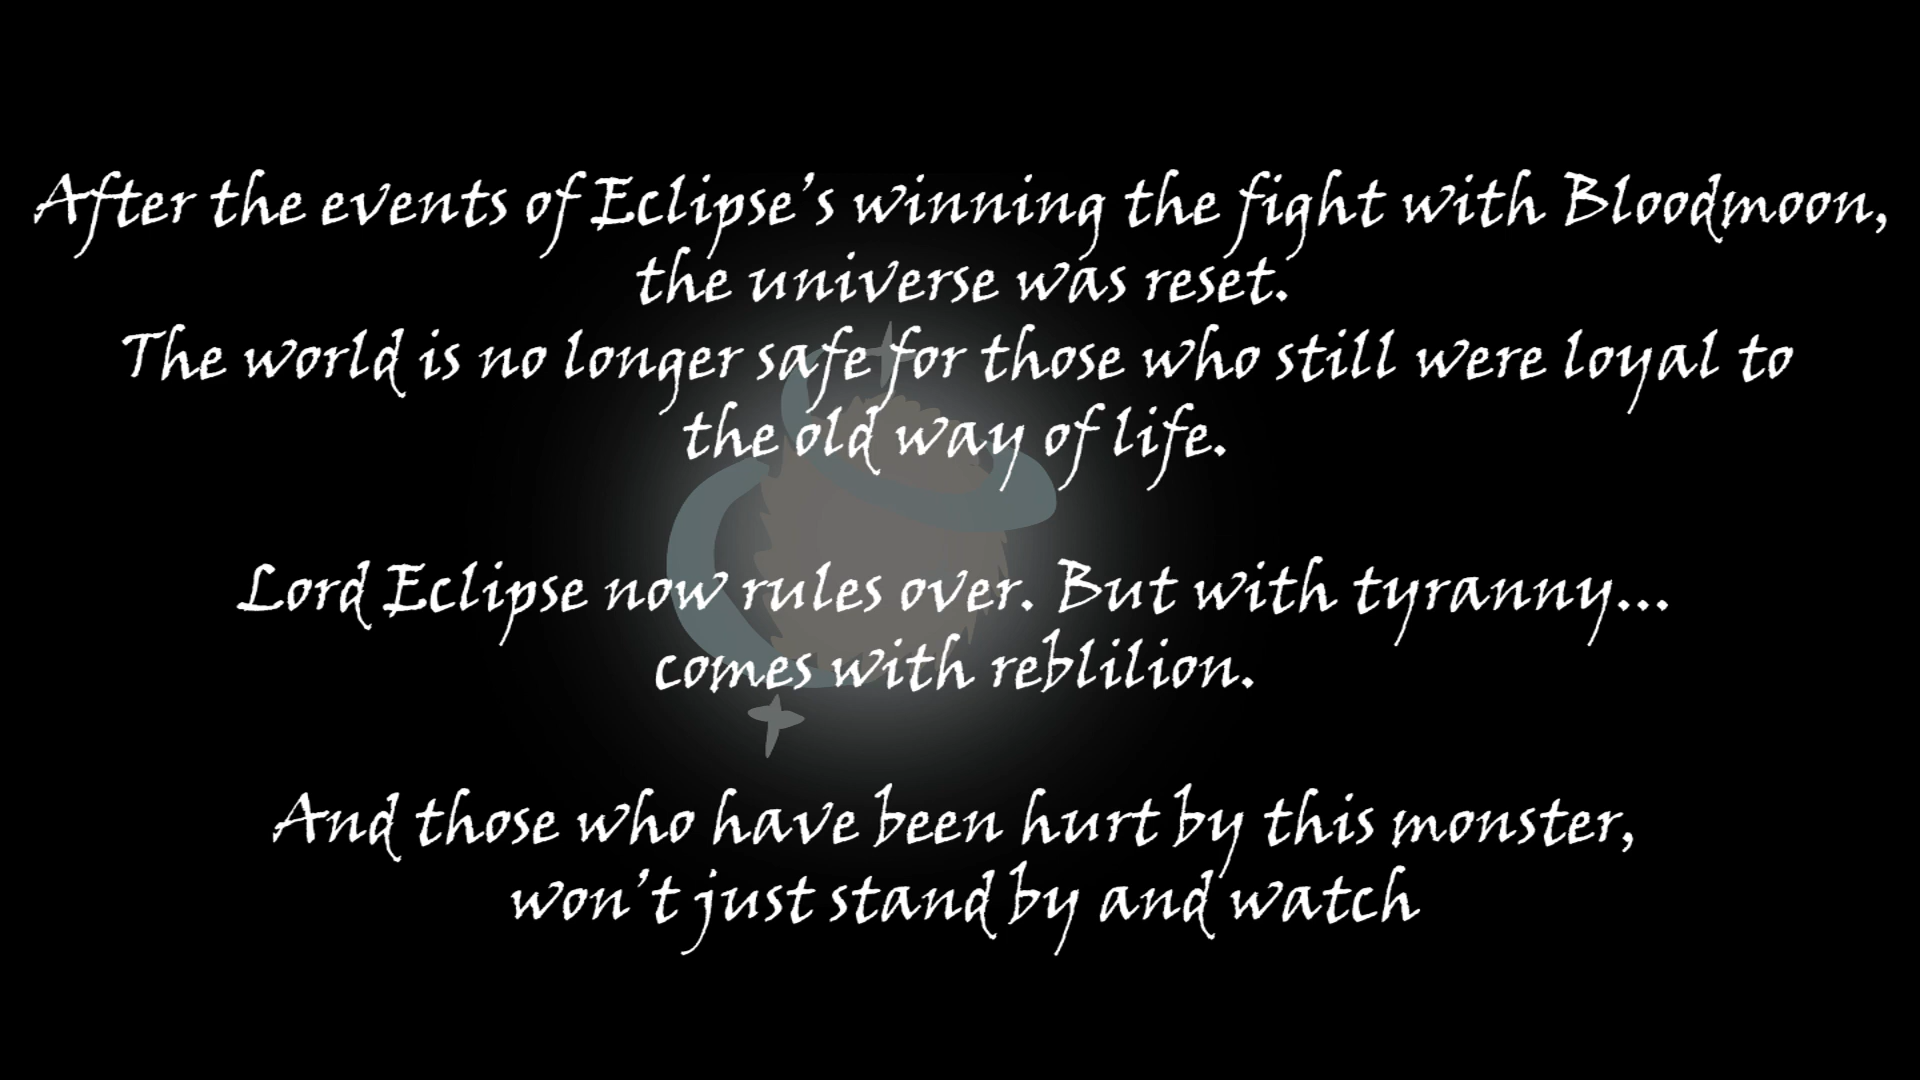 After the events of Eclipse's winning the fight with Bloodmoon,
the universe was reset.
The world is no longer safe for those who still were loyal to
the old way of life.
Lord Eclipse now rules over. But with tyranny...
comes with reblilion.
And those who have been hurt by this monster,
won't just stand by and watch